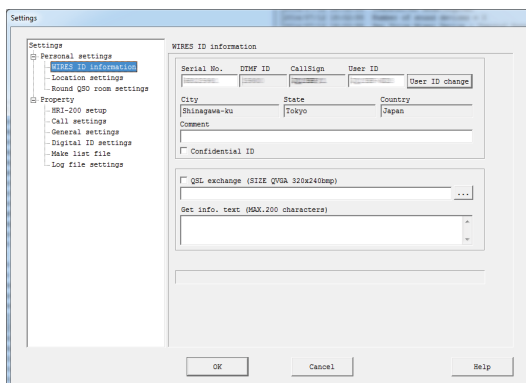 Settings
Settings
Personal settings
WIRES ID information
Location settings
Round QSO room settings
Property
HRI-200 setup
Call settings
General settings
Digital ID settings
Make list file
Log file settings
WIRES ID information
Serial No. DTMF ID CallSign User ID
User ID change
City State Country
Shinagawa-ku Tokyo Japan
Comment
Confidential ID
QSL exchange (SIZE QVGA 320x240bmp)
...
Get info. text (MAX.200 characters)
OK Cancel Help